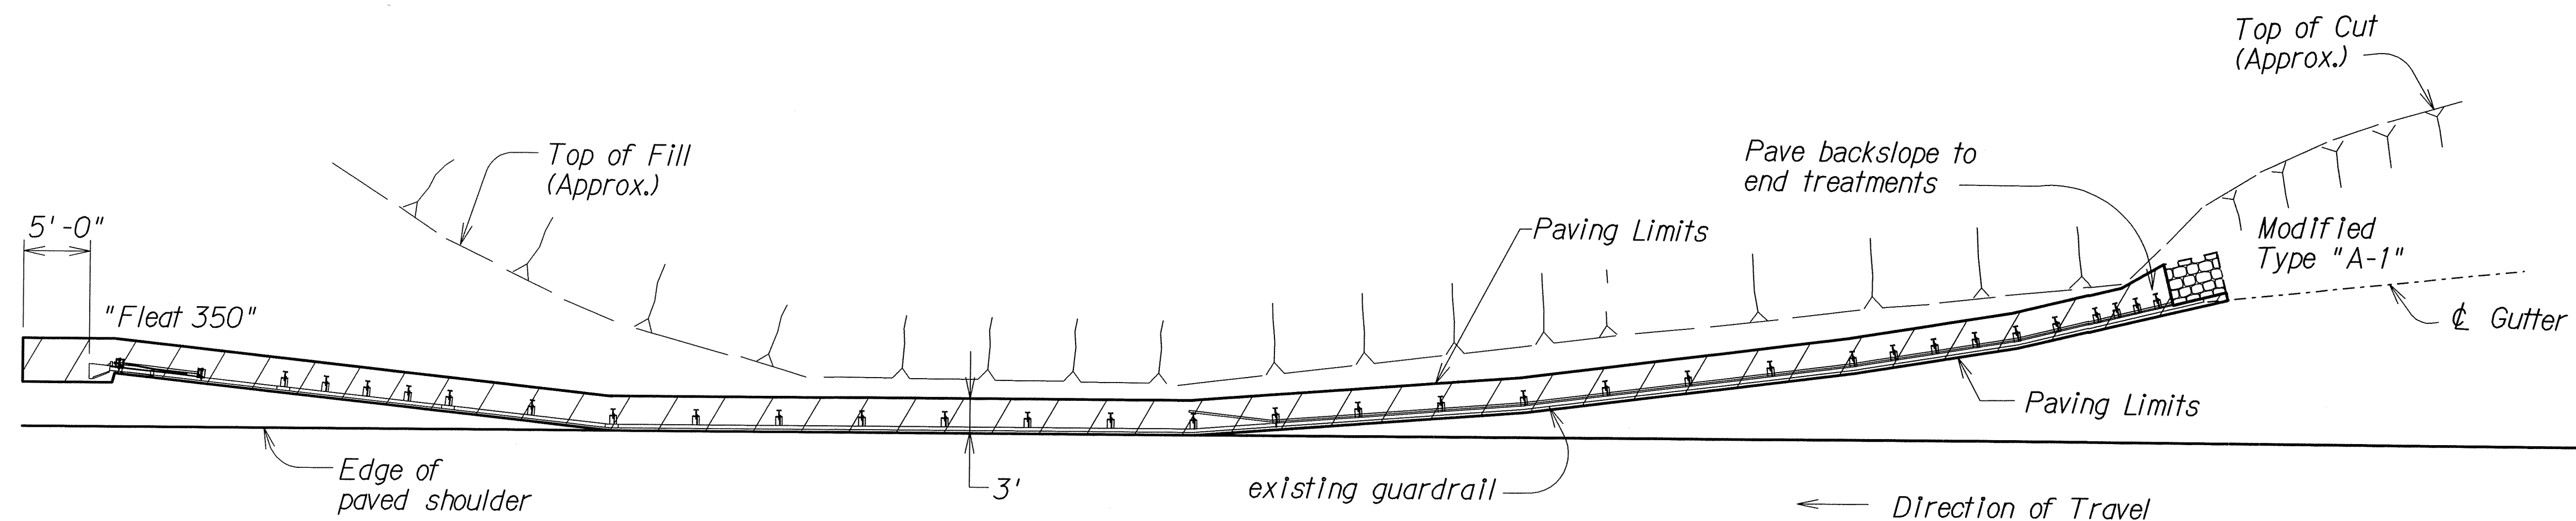 Top of Cut
(Approx.)
Top of Fill
(Approx.)
Pave backslope to
end treatments
5'-0"
Paving Limits
Modified
Type "A-1"
"Fleat 350"
℄ Gutter
Paving Limits
Edge of
paved shoulder
3'
existing guardrail
Direction of Travel